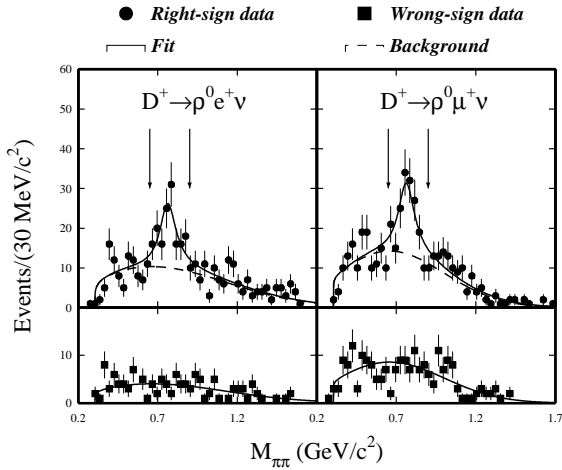 Right-sign data Wrong-sign data
Fit Background
60
50
40
30
20
10
0
10
0
Events/(30 MeV/c²)
D⁺→ρ⁰e⁺ν D⁺→ρ⁰μ⁺ν
0.2 0.7 1.2 0.2 0.7 1.2 1.7
M_ππ (GeV/c²)